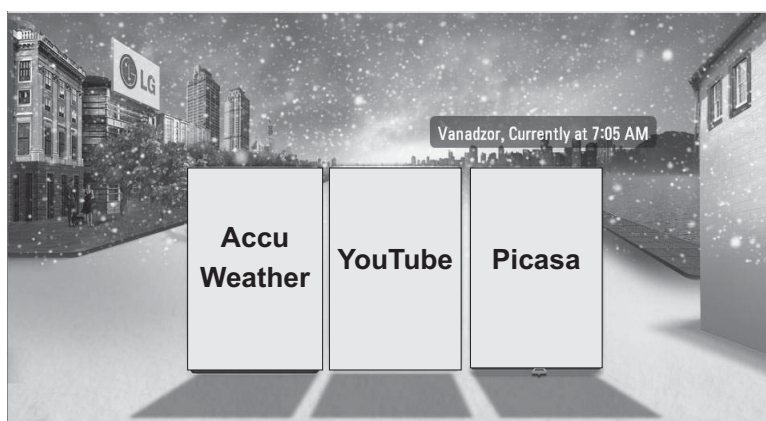 LG
Vanadzor, Currently at 7:05 AM
Accu
Weather
YouTube
Picasa